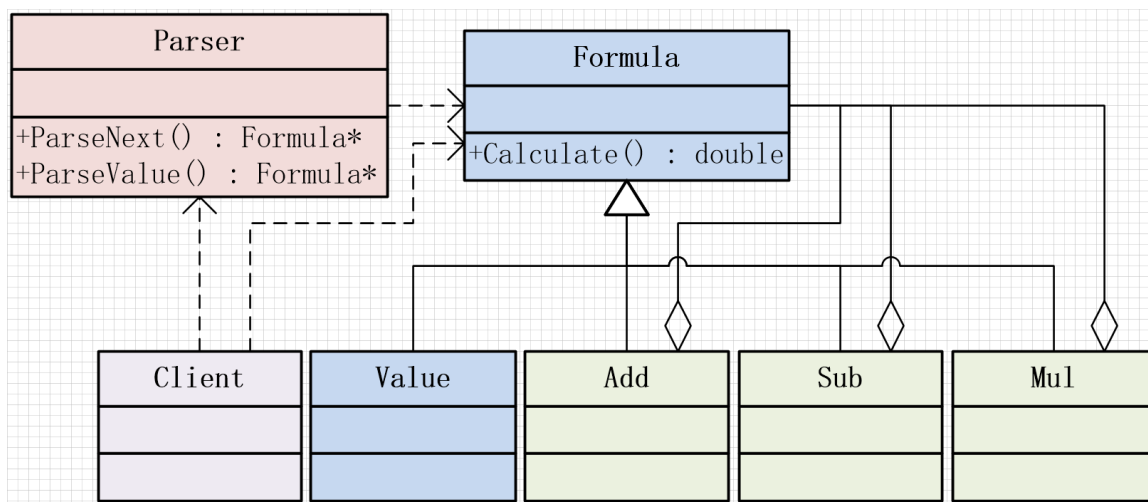 Parser
+ParseNext() : Formula*
+ParseValue() : Formula*
Formula
+Calculate() : double
Client
Value
Add
Sub
Mul